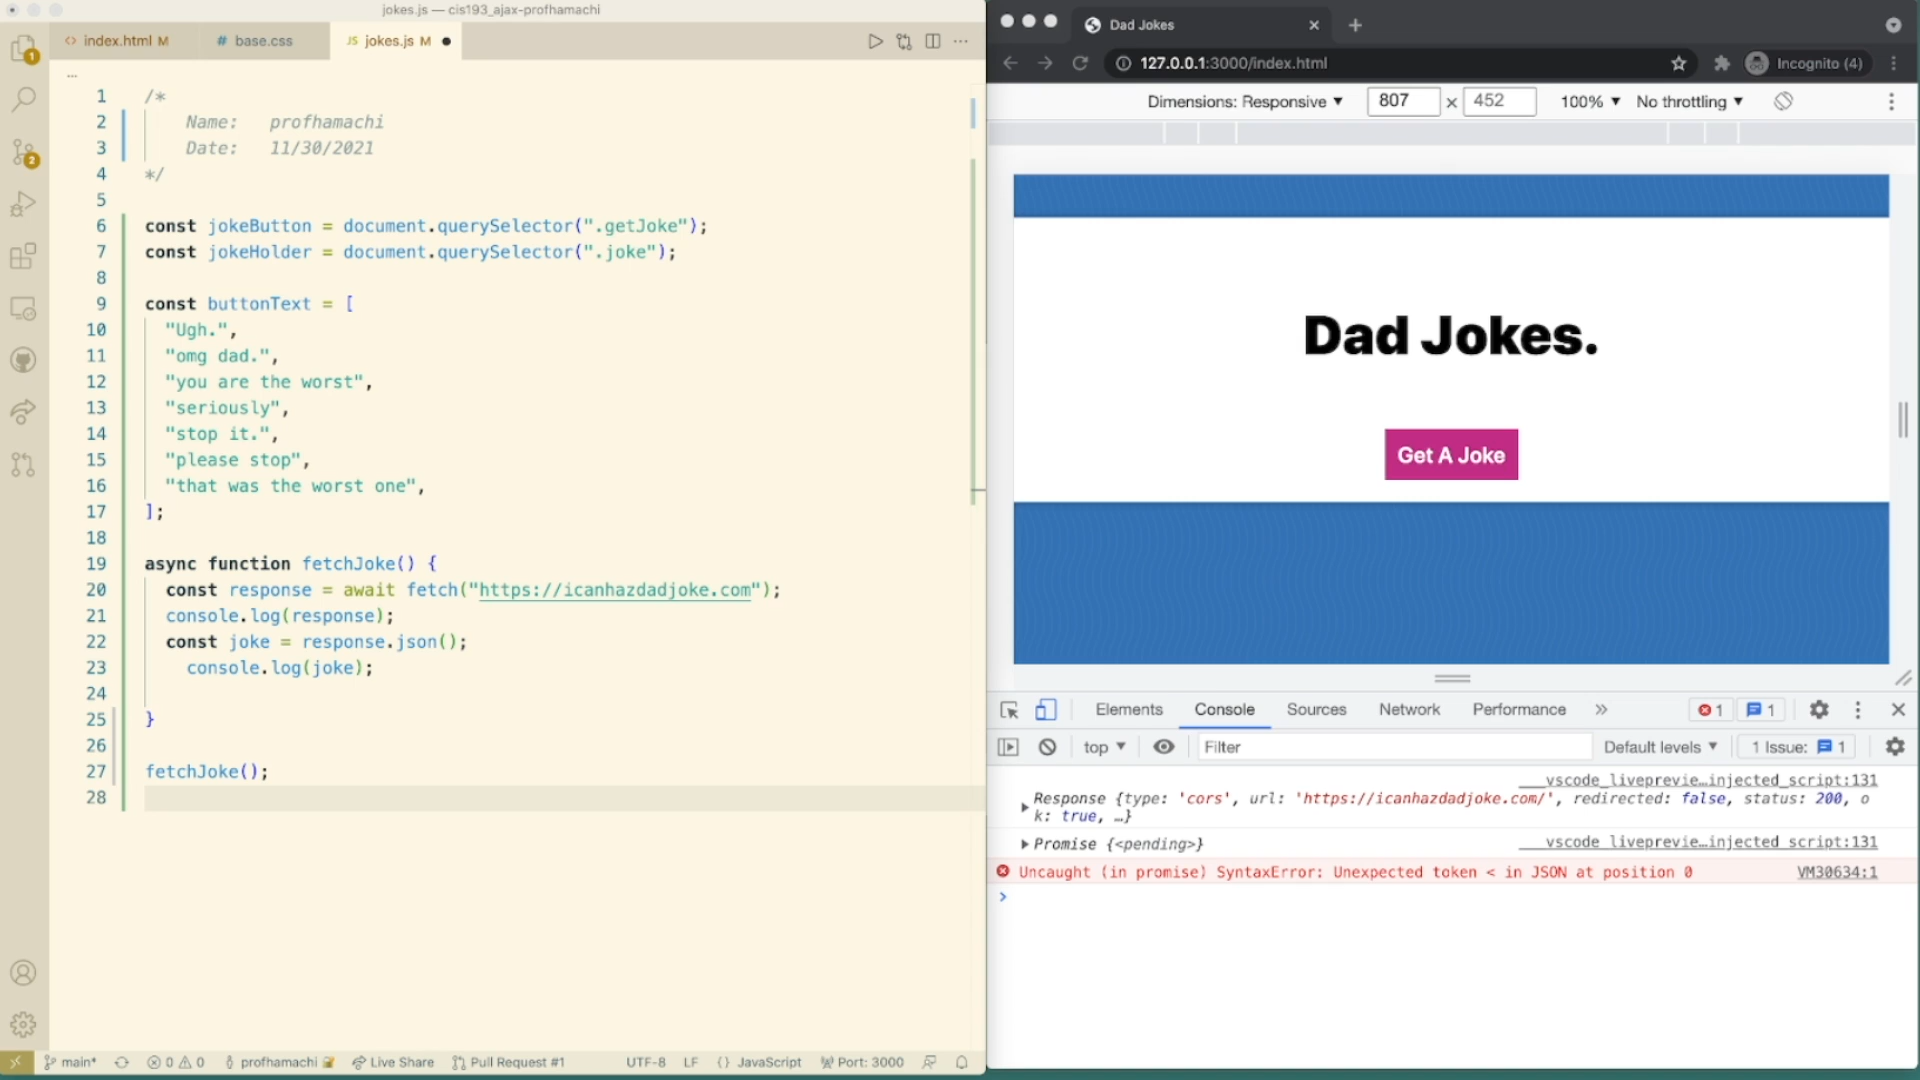 jokes.js — cis193_ajax-profhamachi
index.html M
# base.css
JS jokes.js M
...
1 /*
2 Name: profhamachi
3 Date: 11/30/2021
4 */
5
6 const jokeButton = document.querySelector(".getJoke");
7 const jokeHolder = document.querySelector(".joke");
8
9 const buttonText = [
10 "Ugh.",
11 "omg dad.",
12 "you are the worst",
13 "seriously",
14 "stop it.",
15 "please stop",
16 "that was the worst one",
17 ];
18
19 async function fetchJoke() {
20 const response = await fetch("https://icanhazdadjoke.com");
21 console.log(response);
22 const joke = response.json();
23 console.log(joke);
24
25 }
26
27 fetchJoke();
28
1
2
main*
0 0
profhamachi
Live Share
Pull Request #1
UTF-8
LF
{} JavaScript
Port: 3000
Dad Jokes
127.0.0.1:3000/index.html
Incognito (4)
Dimensions: Responsive
807 x 452
100%
No throttling
Dad Jokes.
Get A Joke
Elements
Console
Sources
Network
Performance
1
1
top
Filter
Default levels
1 Issue: 1
___vscode_liveprevie…injected_script:131
Response {type: 'cors', url: 'https://icanhazdadjoke.com/', redirected: false, status: 200, o
k: true, …}
Promise {<pending>} ___vscode_liveprevie…injected_script:131
Uncaught (in promise) SyntaxError: Unexpected token < in JSON at position 0 VM30634:1